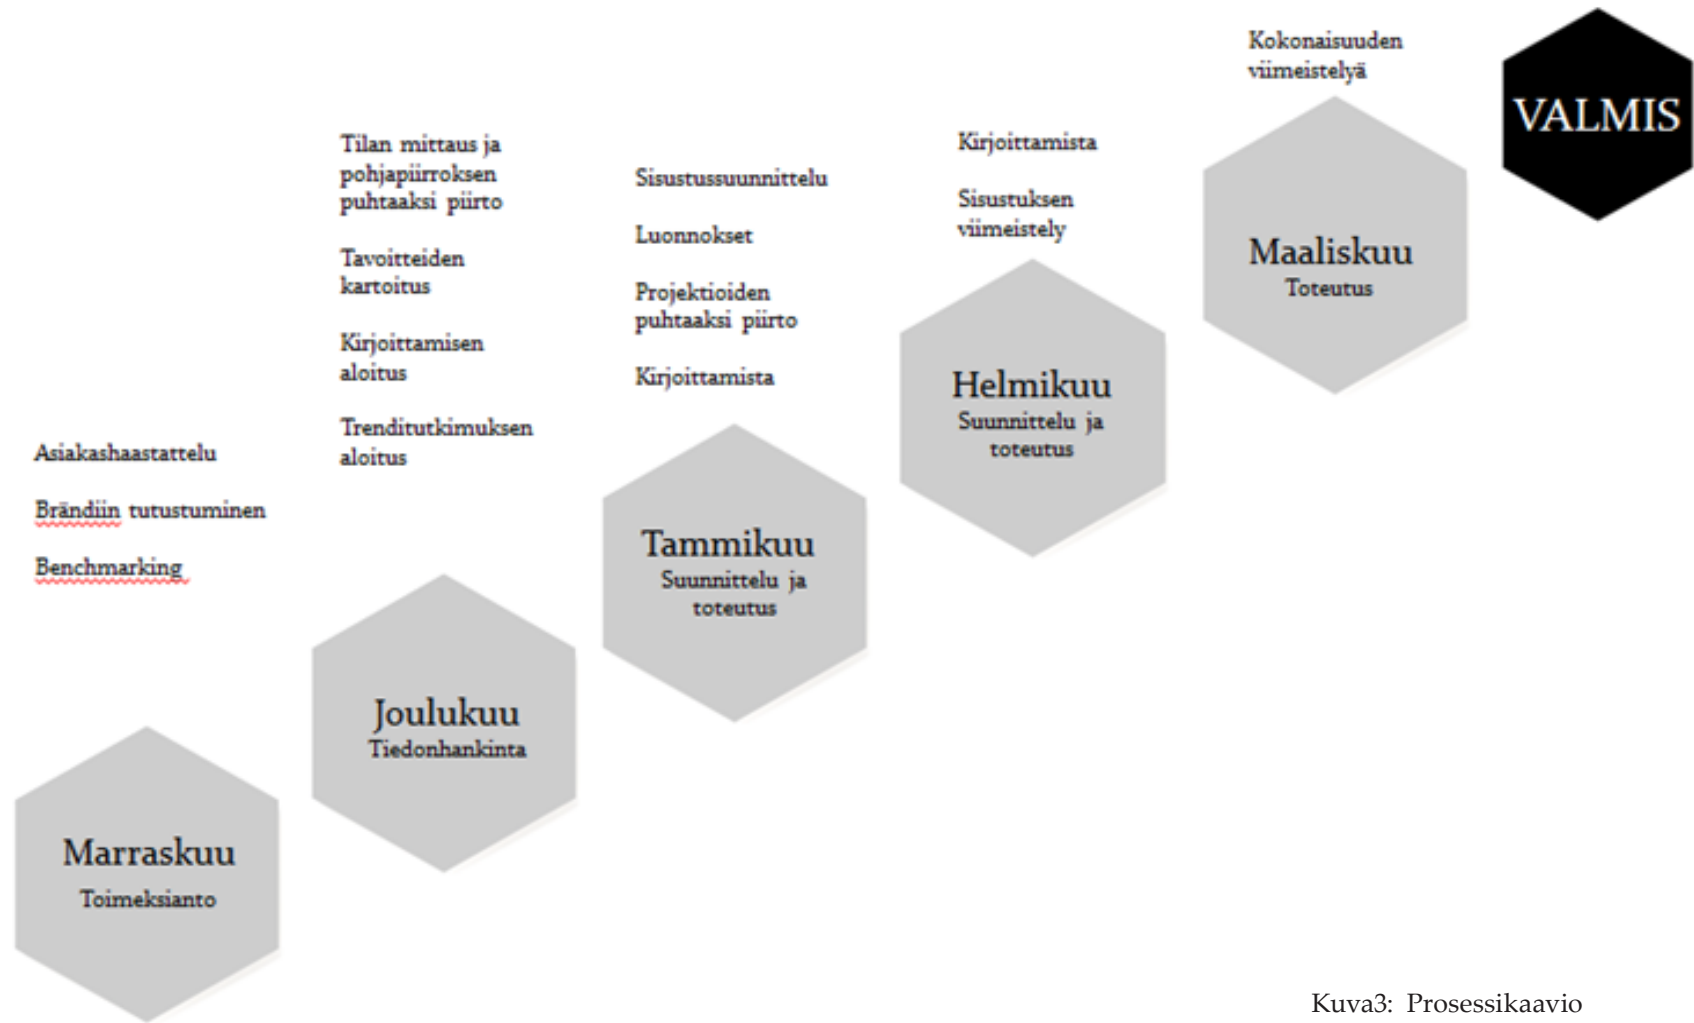 Asiakashaastattelu
Brändiin tutustuminen
Benchmarking
Marraskuu
Toimeksianto
Tilan mittaus ja
pohjapiirroksen
puhtaaksi piirto
Tavoitteiden
kartoitus
Kirjoittamisen
aloitus
Trenditutkimuksen
aloitus
Joulukuu
Tiedonhankinta
Sisustussuunnittelu
Luonnokset
Projektioiden
puhtaaksi piirto
Kirjoittamista
Tammikuu
Suunnittelu ja
toteutus
Kirjoittamista
Sisustuksen
viimeistely
Helmikuu
Suunnittelu ja
toteutus
Kokonaisuuden
viimeistelyä
Maaliskuu
Toteutus
VALMIS
Kuva3: Prosessikaavio